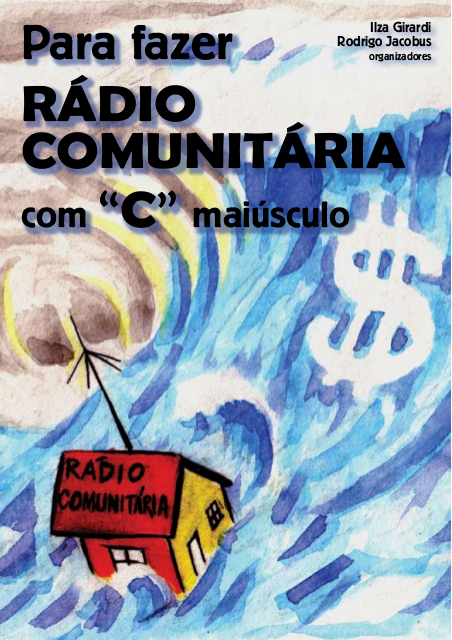 Para fazer
RÁDIO
COMUNITÁRIA
com “C” maiúsculo
Ilza Girardi
Rodrigo Jacobus
organizadores
$
RÁDIO
COMUNITÁRIA